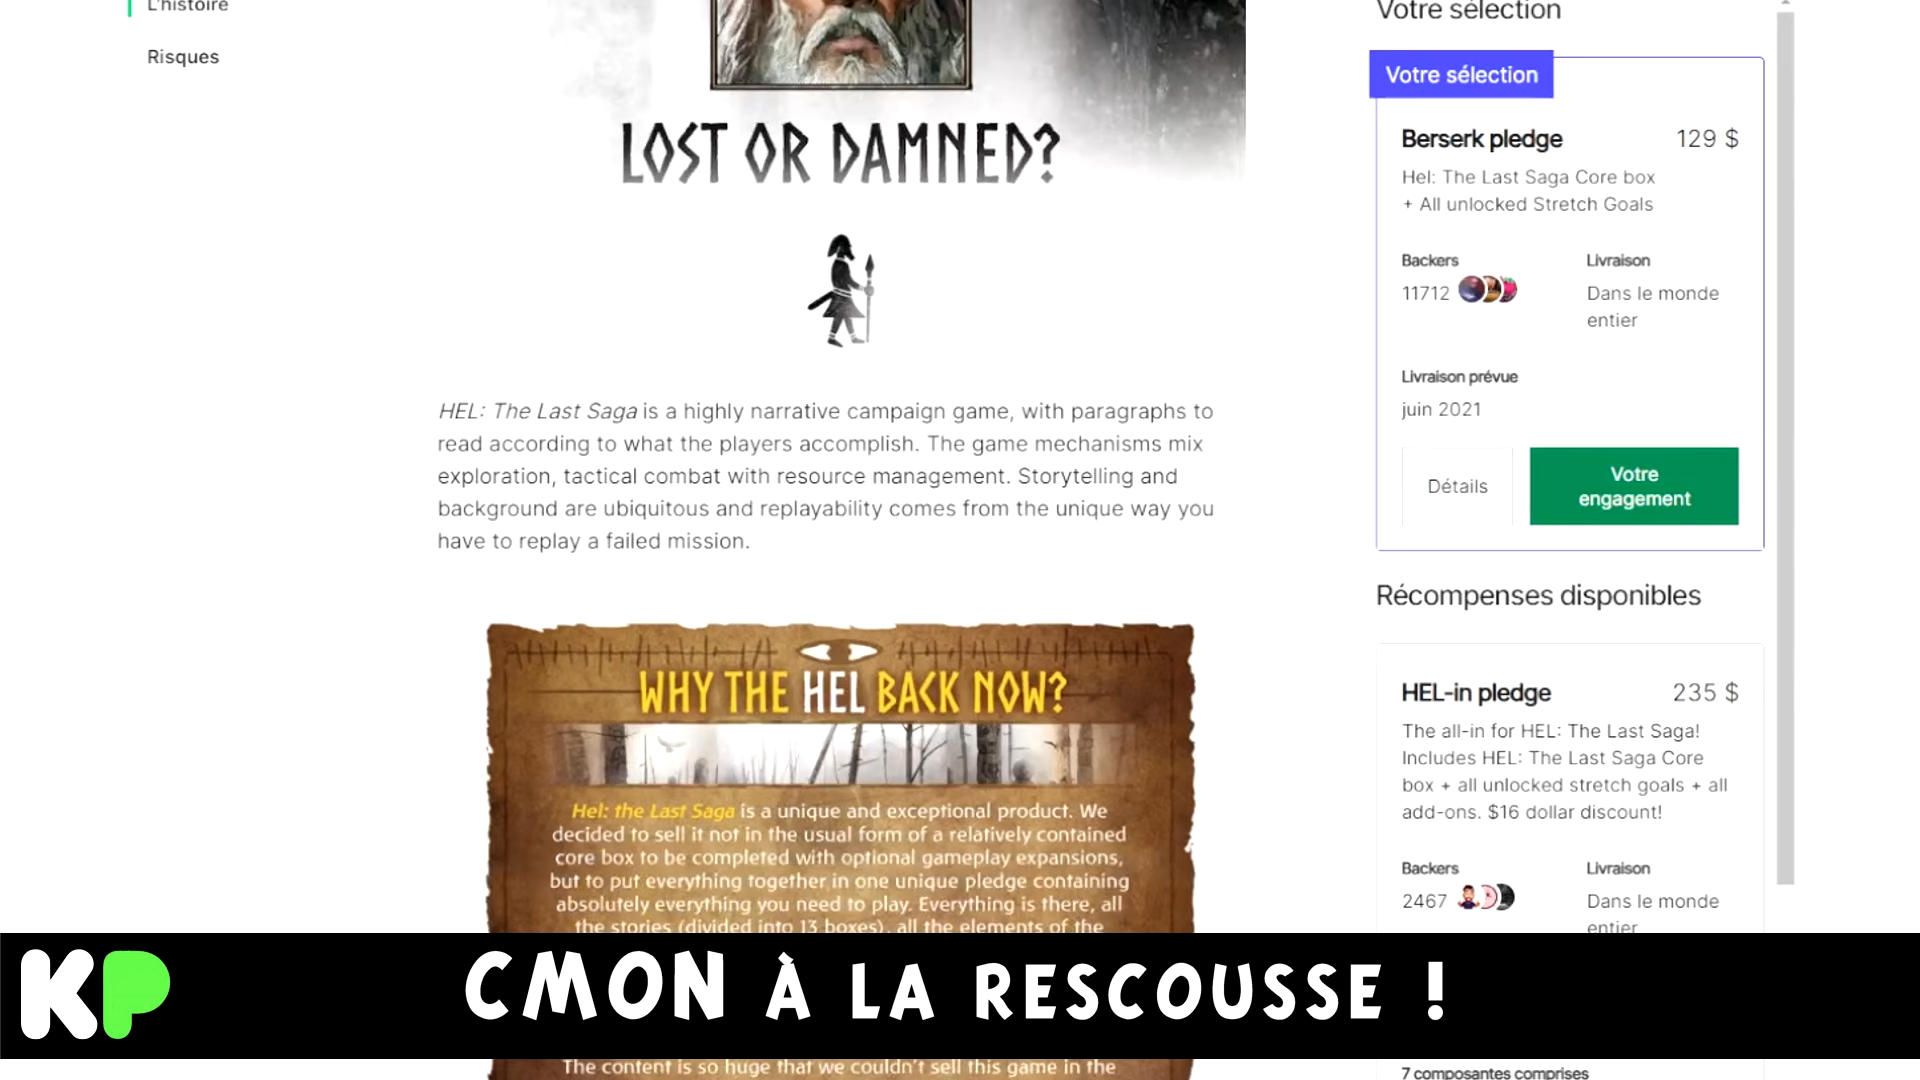 L'histoire
Risques
LOST OR DAMNED?
HEL: The Last Saga is a highly narrative campaign game, with paragraphs to
read according to what the players accomplish. The game mechanisms mix
exploration, tactical combat with resource management. Storytelling and
background are ubiquitous and replayability comes from the unique way you
have to replay a failed mission.
WHY THE HEL BACK NOW?
Hel: the Last Saga is a unique and exceptional product. We
decided to sell it not in the usual form of a relatively contained
core box to be completed with optional gameplay expansions,
but to put everything together in one unique pledge containing
absolutely everything you need to play. Everything is there, all
the stories (divided into 13 boxes), all the elements of the
The content is so huge that we couldn't sell this game in the
Votre sélection
Votre sélection
Berserk pledge 129 $
Hel: The Last Saga Core box
+ All unlocked Stretch Goals
Backers Livraison
11712 Dans le monde
entier
Livraison prévue
juin 2021
Détails Votre
engagement
Récompenses disponibles
HEL-in pledge 235 $
The all-in for HEL: The Last Saga!
Includes HEL: The Last Saga Core
box + all unlocked stretch goals + all
add-ons. $16 dollar discount!
Backers Livraison
2467 Dans le monde
entier
7 composantes comprises
KP CMON À LA RESCOUSSE !